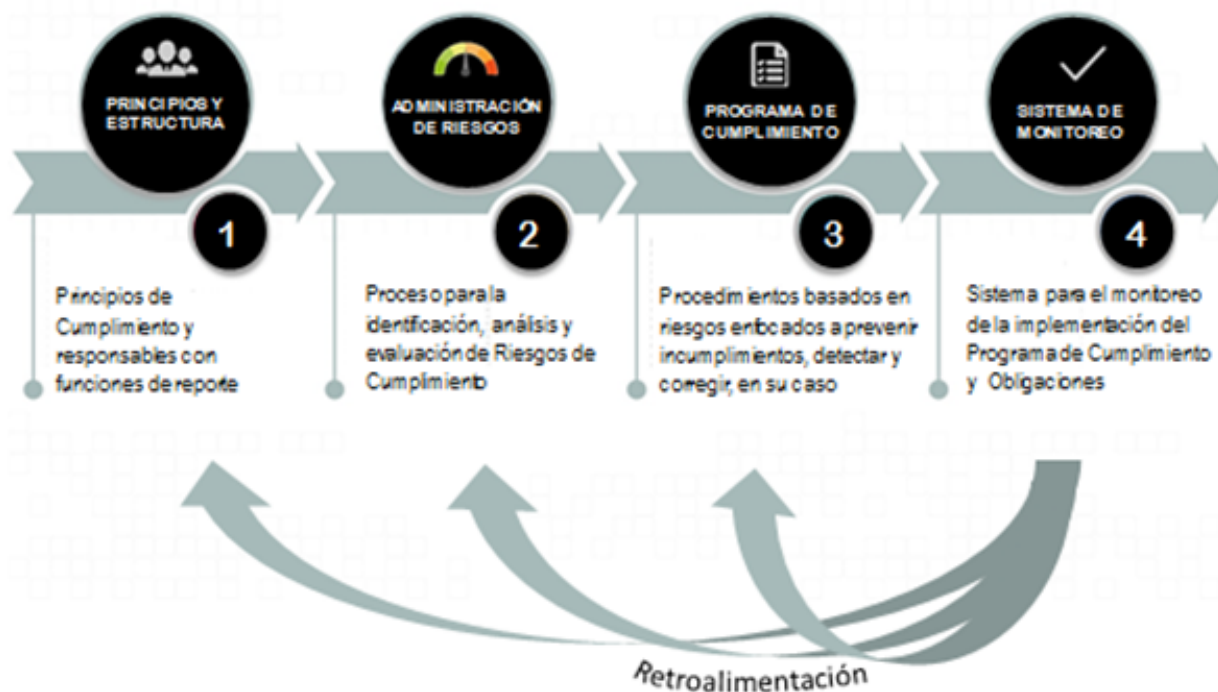 PRINCIPIOS Y
ESTRUCTURA
1
Principios de
Cumplimiento y
responsables con
funciones de reporte
ADMINISTRACIÓN
DE RIESGOS
2
Proceso para la
identificación, análisis y
evaluación de Riesgos de
Cumplimiento
PROGRAMA DE
CUMPLIMIENTO
3
Procedimientos basados en
riesgos enfocados a prevenir
incumplimientos, detectar y
corregir, en su caso
SISTEMA DE
MONITOREO
4
Sistema para el monitoreo
de la implementación del
Programa de Cumplimiento
y Obligaciones
Retroalimentación